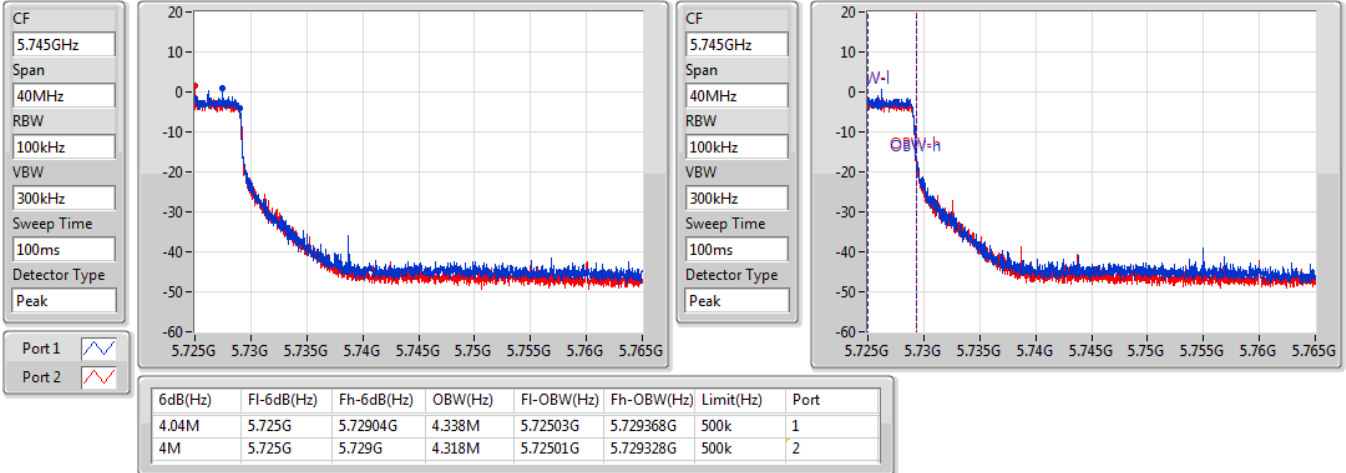 CF
5.745GHz
Span
40MHz
RBW
100kHz
VBW
300kHz
Sweep Time
100ms
Detector Type
Peak
Port 1
Port 2
20
10
0
-10
-20
-30
-40
-50
-60
5.725G 5.73G 5.735G 5.74G 5.745G 5.75G 5.755G 5.76G 5.765G
CF
5.745GHz
Span
40MHz
RBW
100kHz
VBW
300kHz
Sweep Time
100ms
Detector Type
Peak
20
10
0
-10
-20
-30
-40
-50
-60
W-l
OBW-h
5.725G 5.73G 5.735G 5.74G 5.745G 5.75G 5.755G 5.76G 5.765G
6dB(Hz) Fl-6dB(Hz) Fh-6dB(Hz) OBW(Hz) Fl-OBW(Hz) Fh-OBW(Hz) Limit(Hz) Port
4.04M 5.725G 5.72904G 4.338M 5.72503G 5.729368G 500k 1
4M 5.725G 5.729G 4.318M 5.72501G 5.729328G 500k 2